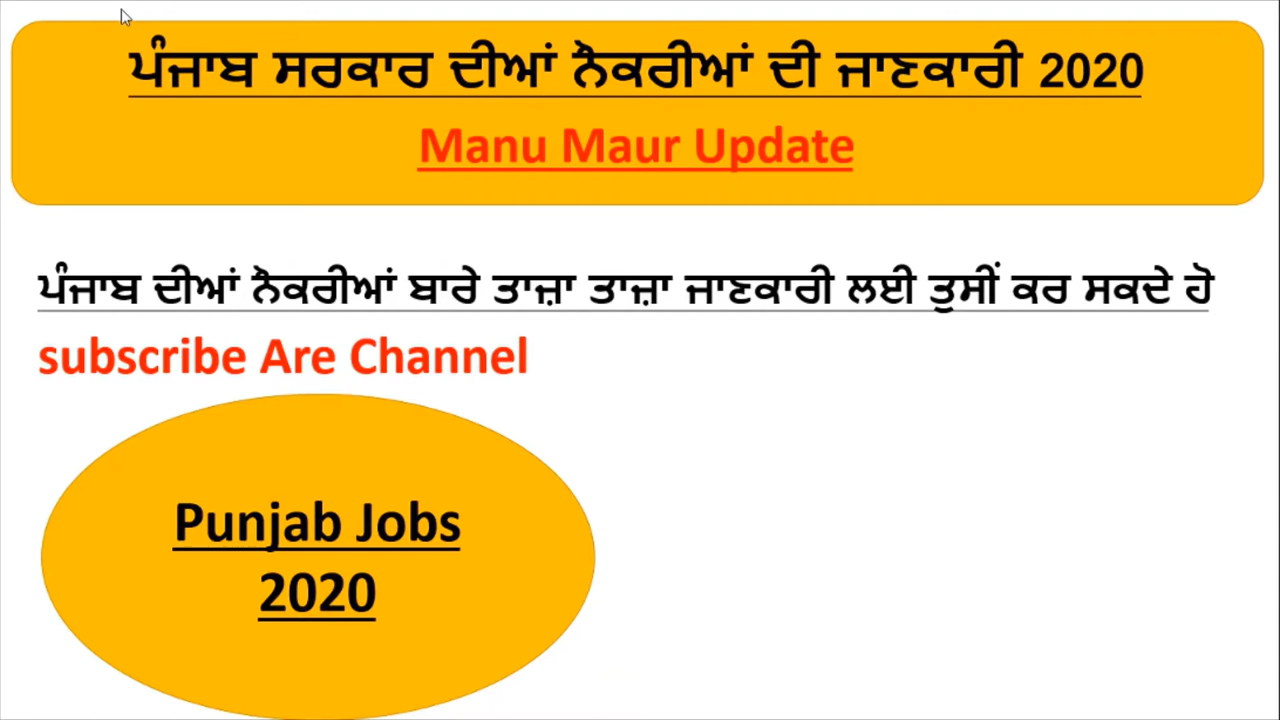 ਪੰਜਾਬ ਸਰਕਾਰ ਦੀਆਂ ਨੋਕਰੀਆਂ ਦੀ ਜਾਣਕਾਰੀ 2020
Manu Maur Update
ਪੰਜਾਬ ਦੀਆਂ ਨੋਕਰੀਆਂ ਬਾਰੇ ਤਾਜ਼ਾ ਤਾਜ਼ਾ ਜਾਣਕਾਰੀ ਲਈ ਤੁਸੀਂ ਕਰ ਸਕਦੇ ਹੋ
subscribe Are Channel
Punjab Jobs
2020